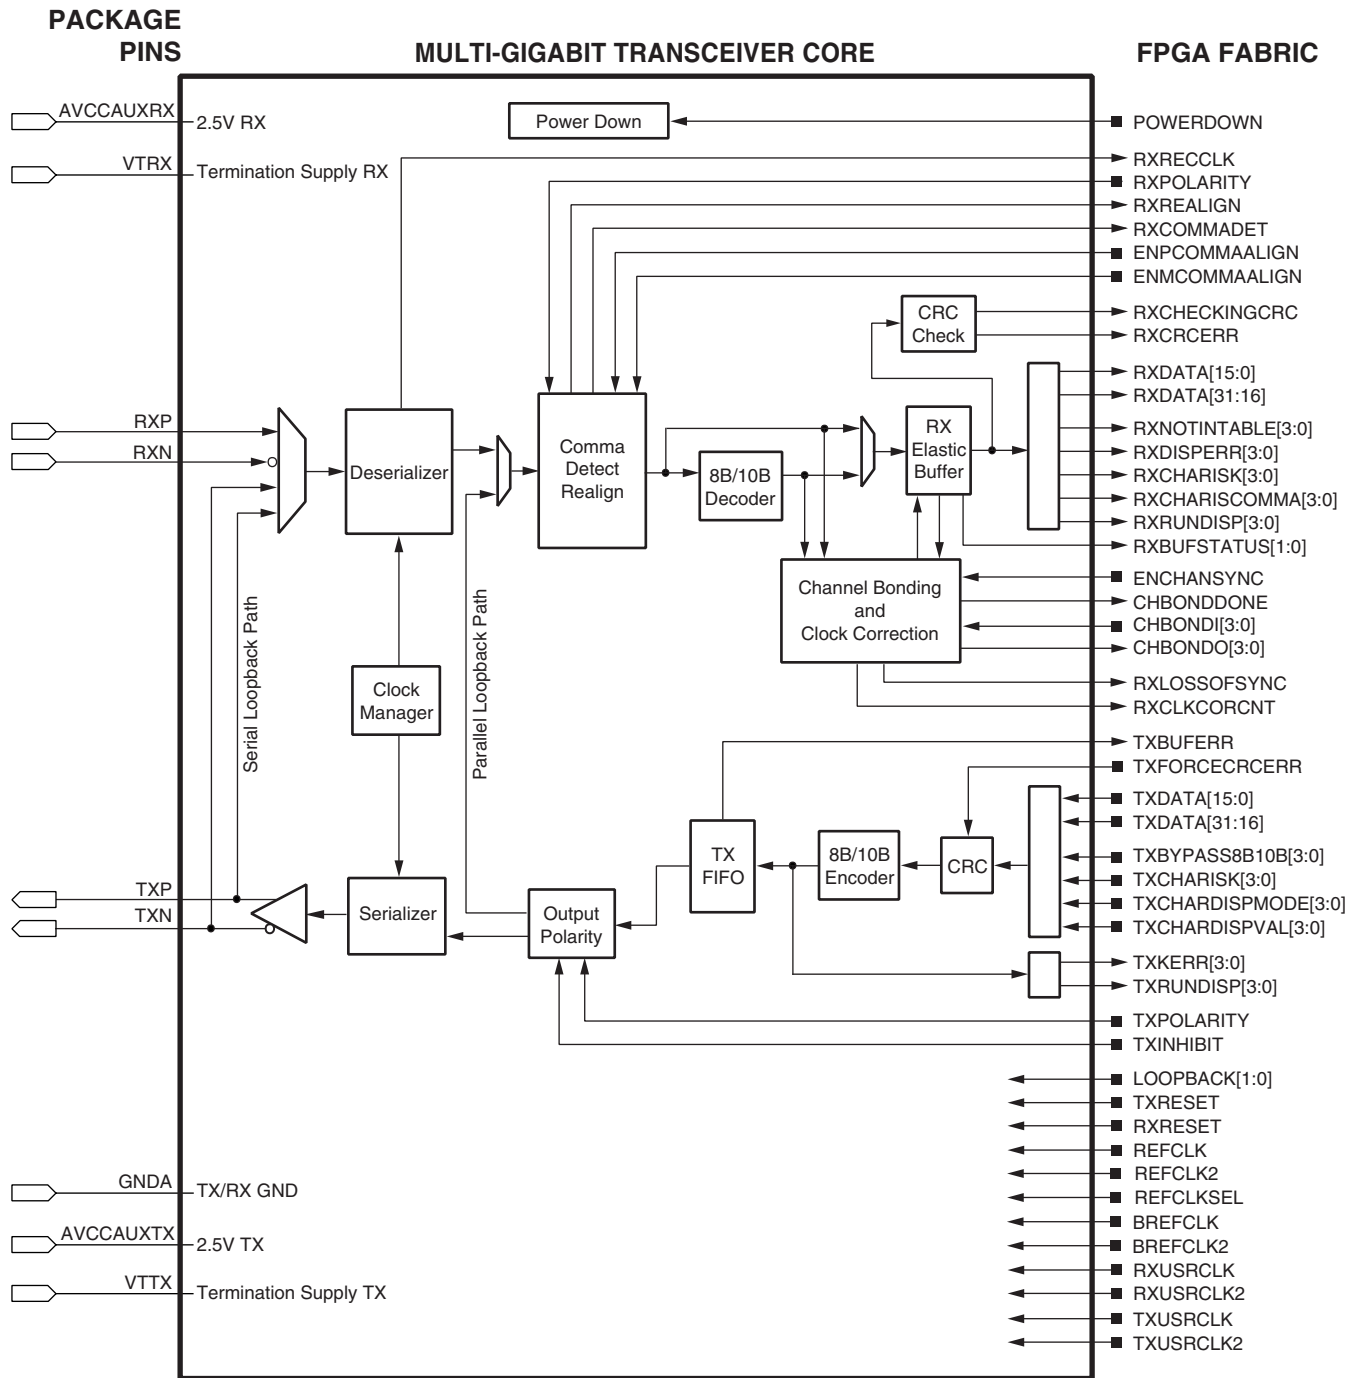 PACKAGE
PINS
MULTI-GIGABIT TRANSCEIVER CORE
FPGA FABRIC
AVCCAUXRX
2.5V RX
VTRX
Termination Supply RX
Power Down
POWERDOWN
RXRECCLK
RXPOLARITY
RXREALIGN
RXCOMMADET
ENPCOMMAALIGN
ENMCOMMAALIGN
CRC
Check
RXCHECKINGCRC
RXCRCERR
RXDATA[15:0]
RXDATA[31:16]
RXNOTINTABLE[3:0]
RXDISPERR[3:0]
RXCHARISK[3:0]
RXCHARISCOMMA[3:0]
RXRUNDISP[3:0]
RXBUFSTATUS[1:0]
RXP
RXN
Deserializer
Comma
Detect
Realign
8B/10B
Decoder
RX
Elastic
Buffer
Channel Bonding
and
Clock Correction
ENCHANSYNC
CHBONDDONE
CHBONDI[3:0]
CHBONDO[3:0]
RXLOSSOFSYNC
RXCLKCORCNT
Serial Loopback Path
Clock
Manager
Parallel Loopback Path
TXBUFERR
TXFORCECRCERR
TXDATA[15:0]
TXDATA[31:16]
TXBYPASS8B10B[3:0]
TXCHARISK[3:0]
TXCHARDISPMODE[3:0]
TXCHARDISPVAL[3:0]
TXKERR[3:0]
TXRUNDISP[3:0]
TXPOLARITY
TXINHIBIT
TXP
TXN
Serializer
Output
Polarity
TX
FIFO
8B/10B
Encoder
CRC
LOOPBACK[1:0]
TXRESET
RXRESET
REFCLK
REFCLK2
REFCLKSEL
BREFCLK
BREFCLK2
RXUSRCLK
RXUSRCLK2
TXUSRCLK
TXUSRCLK2
GNDA
TX/RX GND
AVCCAUXTX
2.5V TX
VTTX
Termination Supply TX